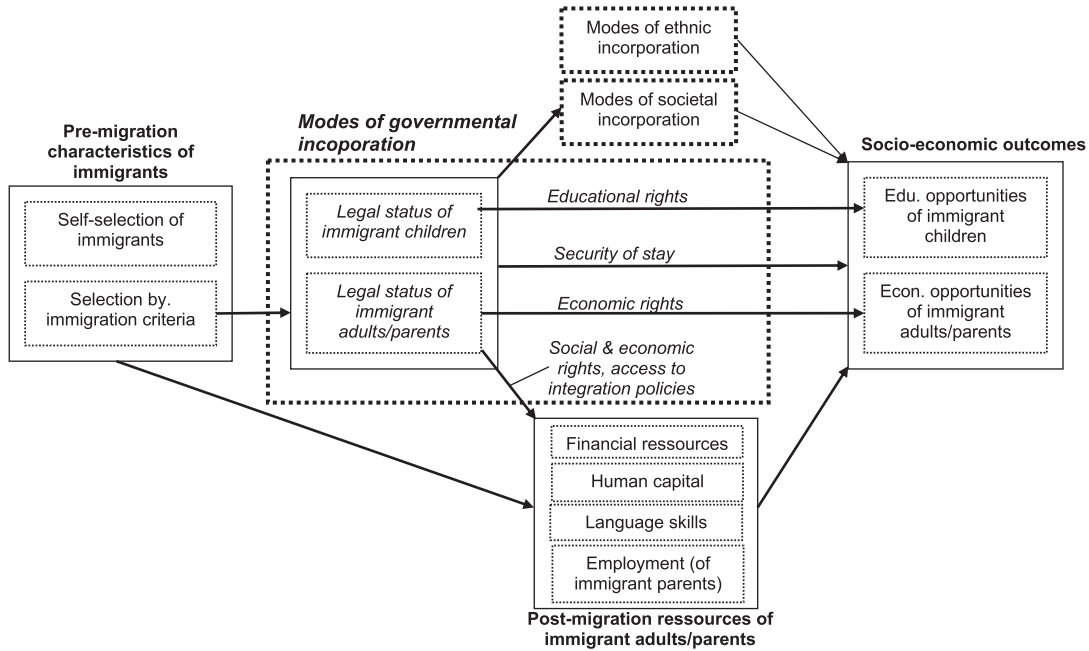 Modes of ethnic
incorporation
Modes of societal
incorporation
Pre-migration
characteristics of
immigrants
Self-selection of
immigrants
Selection by.
immigration criteria
Modes of governmental
incoporation
Legal status of
immigrant children
Legal status of
immigrant
adults/parents
Educational rights
Security of stay
Economic rights
Social & economic
rights, access to
integration policies
Socio-economic outcomes
Edu. opportunities
of immigrant
children
Econ. opportunities
of immigrant
adults/parents
Financial ressources
Human capital
Language skills
Employment (of
immigrant parents)
Post-migration ressources of
immigrant adults/parents